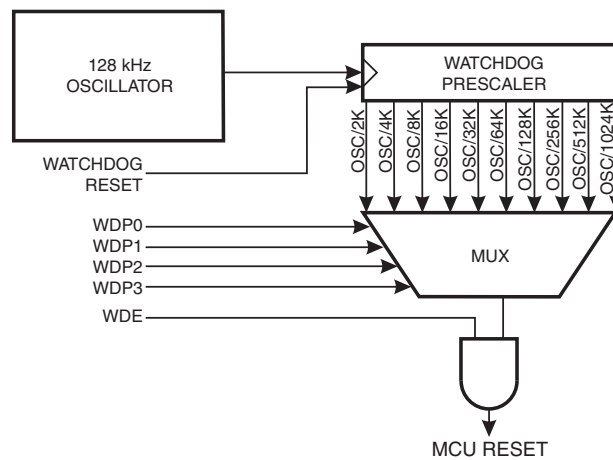 128 kHz
OSCILLATOR
WATCHDOG
PRESCALER
OSC/2K
OSC/4K
OSC/8K
OSC/16K
OSC/32K
OSC/64K
OSC/128K
OSC/256K
OSC/512K
OSC/1024K
WATCHDOG
RESET
WDP0
WDP1
WDP2
WDP3
MUX
WDE
MCU RESET